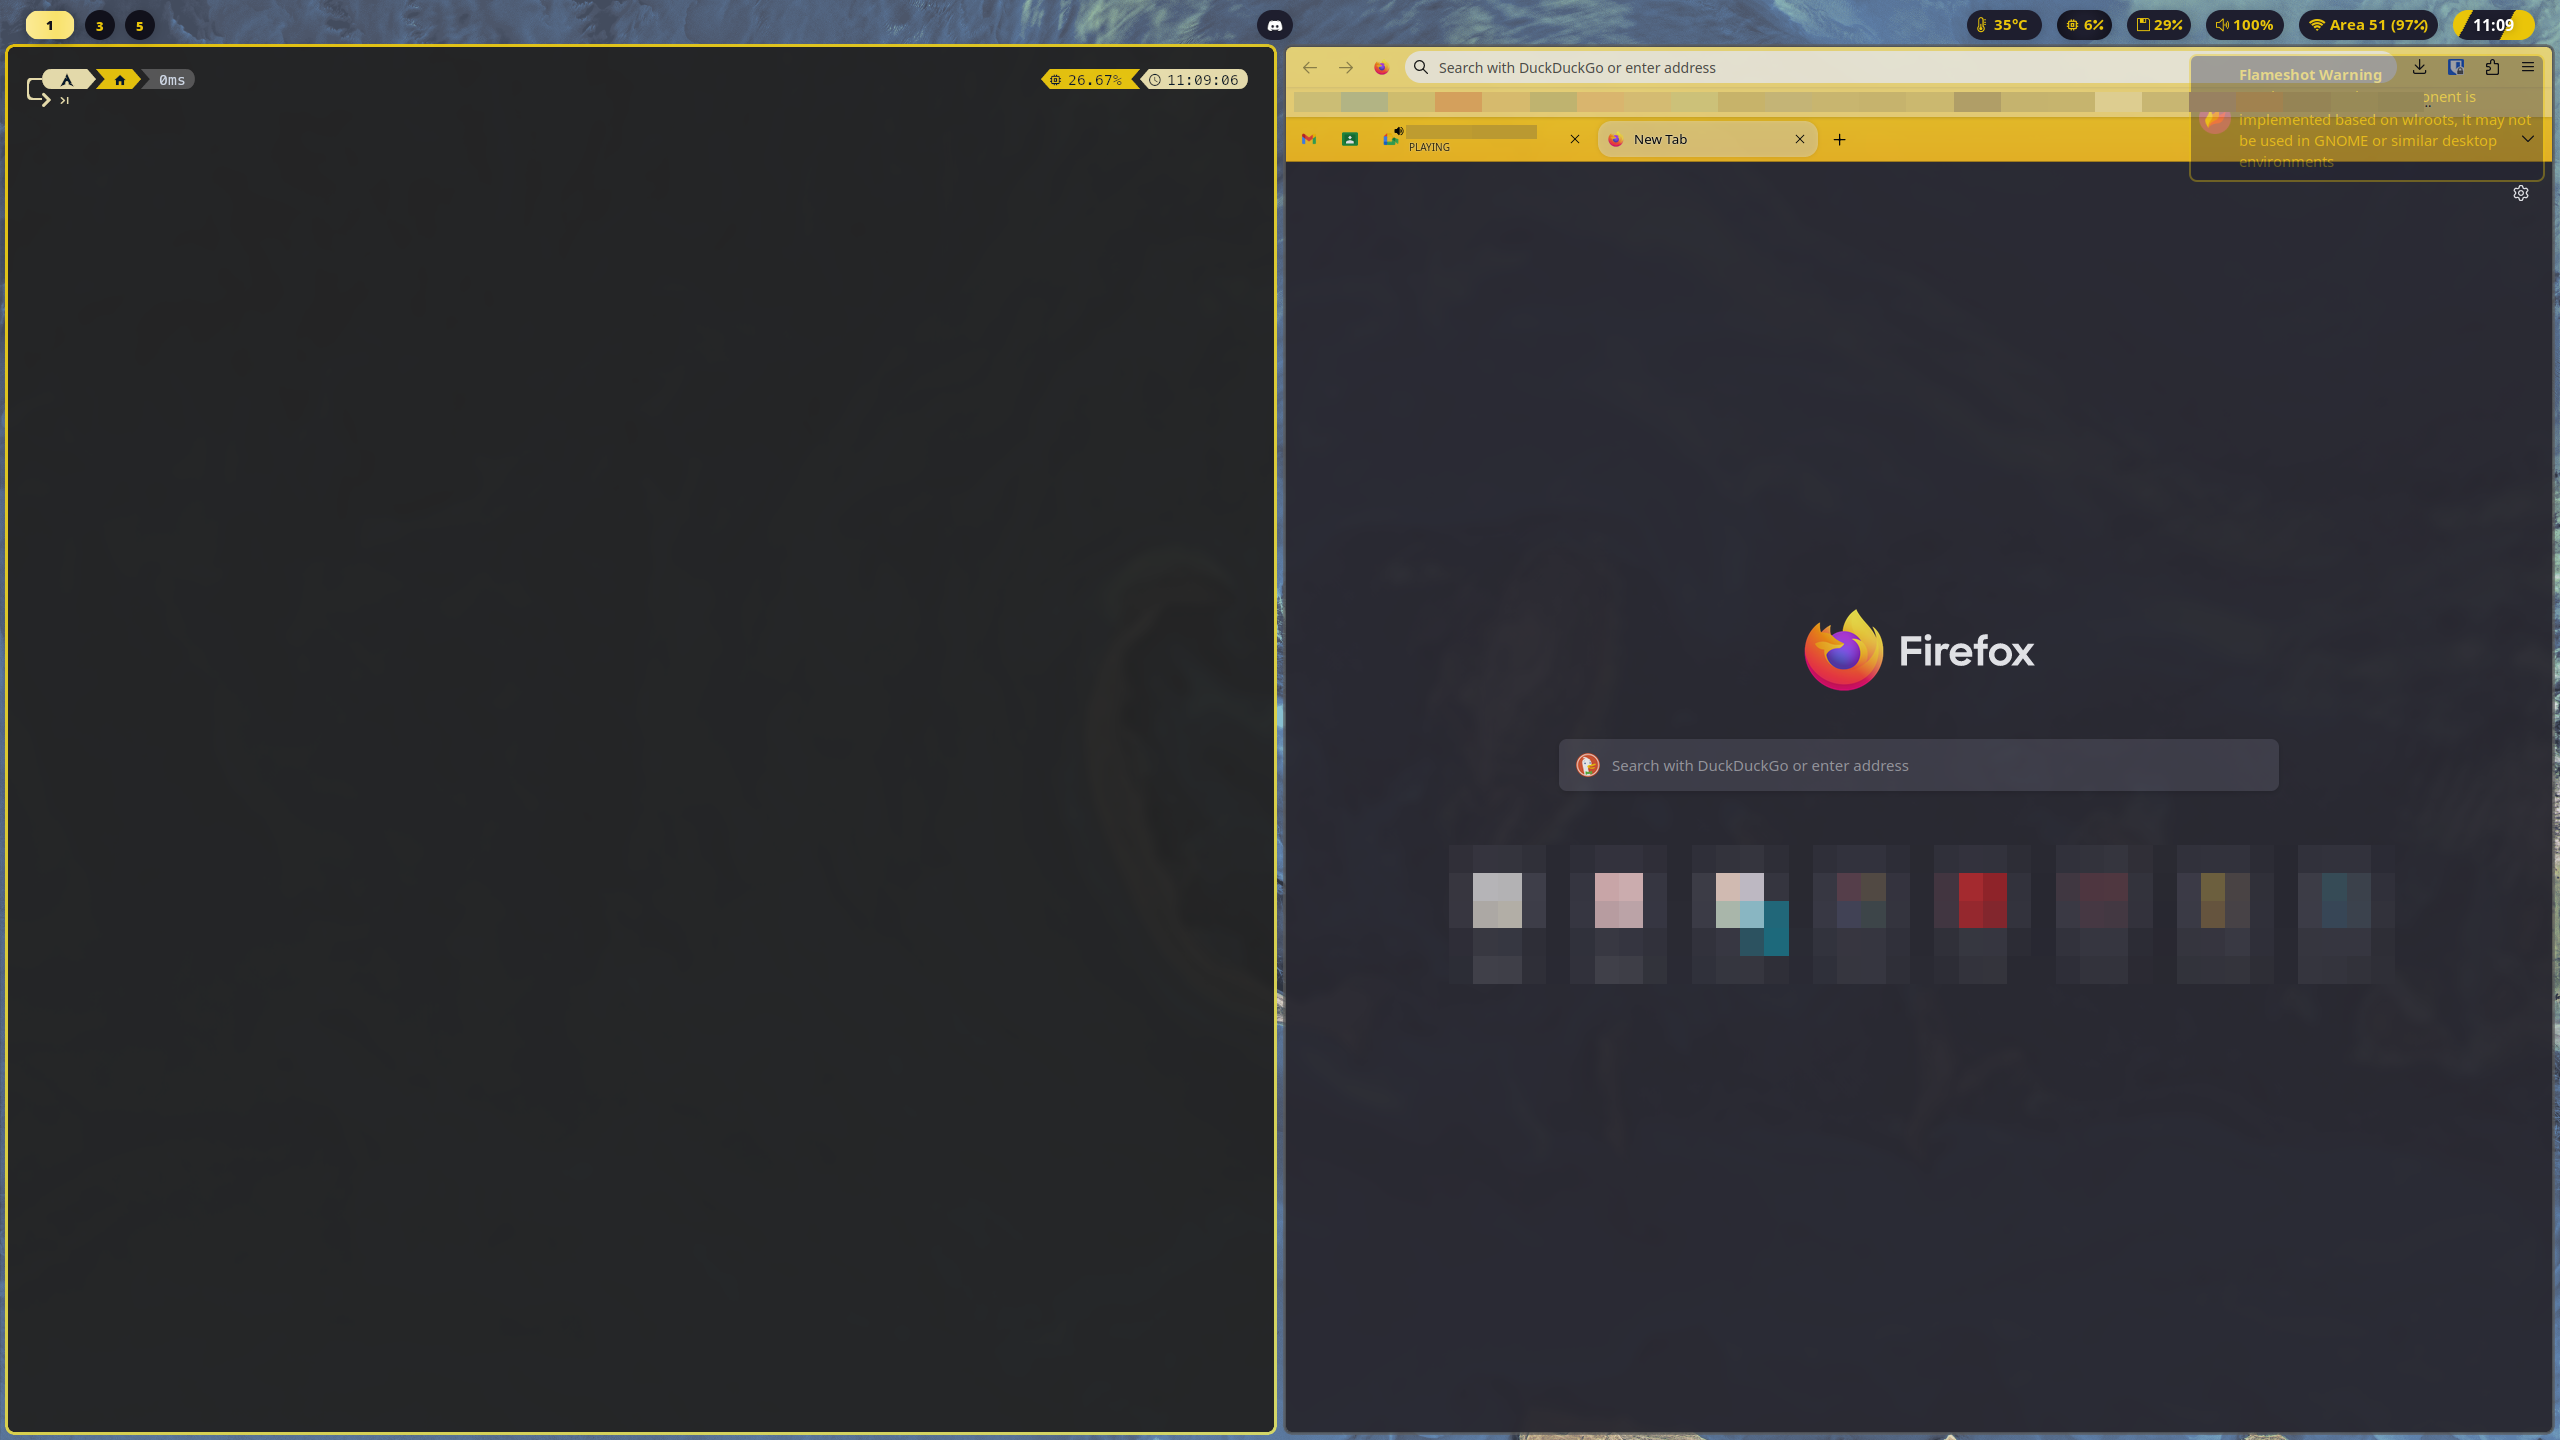 1 3 5
35°C 6% 29% 100% Area 51 (97%) 11:09
0ms
26.67% 11:09:06
Search with DuckDuckGo or enter address
Flameshot Warning
is
implemented based on wlroots, it may not
be used in GNOME or similar desktop
environments
PLAYING
New Tab
Firefox
Search with DuckDuckGo or enter address